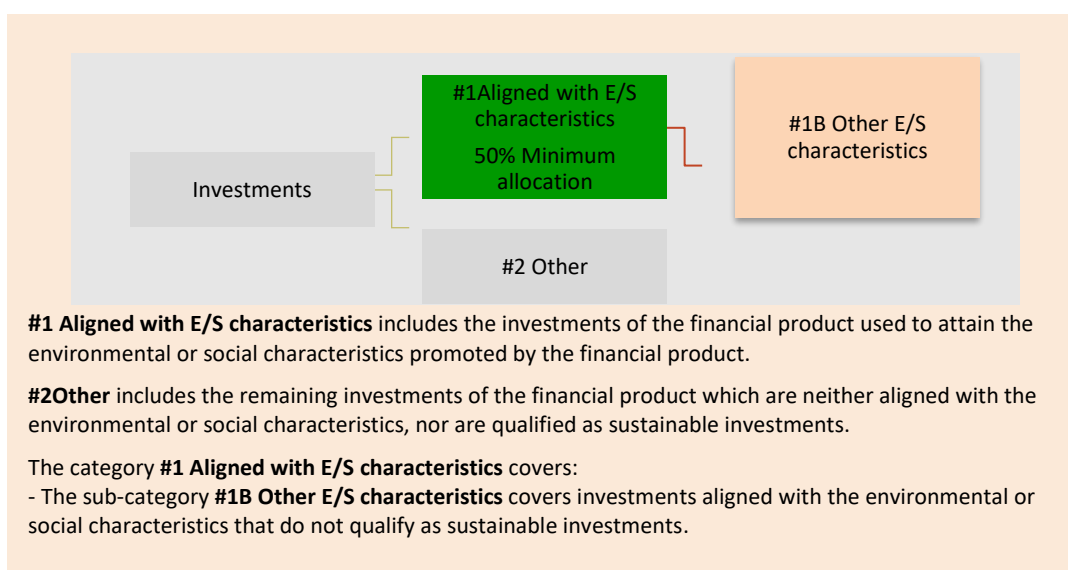 #1Aligned with E/S
characteristics
50% Minimum
allocation
#1B Other E/S
characteristics
Investments
#2 Other
#1 Aligned with E/S characteristics includes the investments of the financial product used to attain the
environmental or social characteristics promoted by the financial product.
#2Other includes the remaining investments of the financial product which are neither aligned with the
environmental or social characteristics, nor are qualified as sustainable investments.
The category #1 Aligned with E/S characteristics covers:
- The sub-category #1B Other E/S characteristics covers investments aligned with the environmental or
social characteristics that do not qualify as sustainable investments.